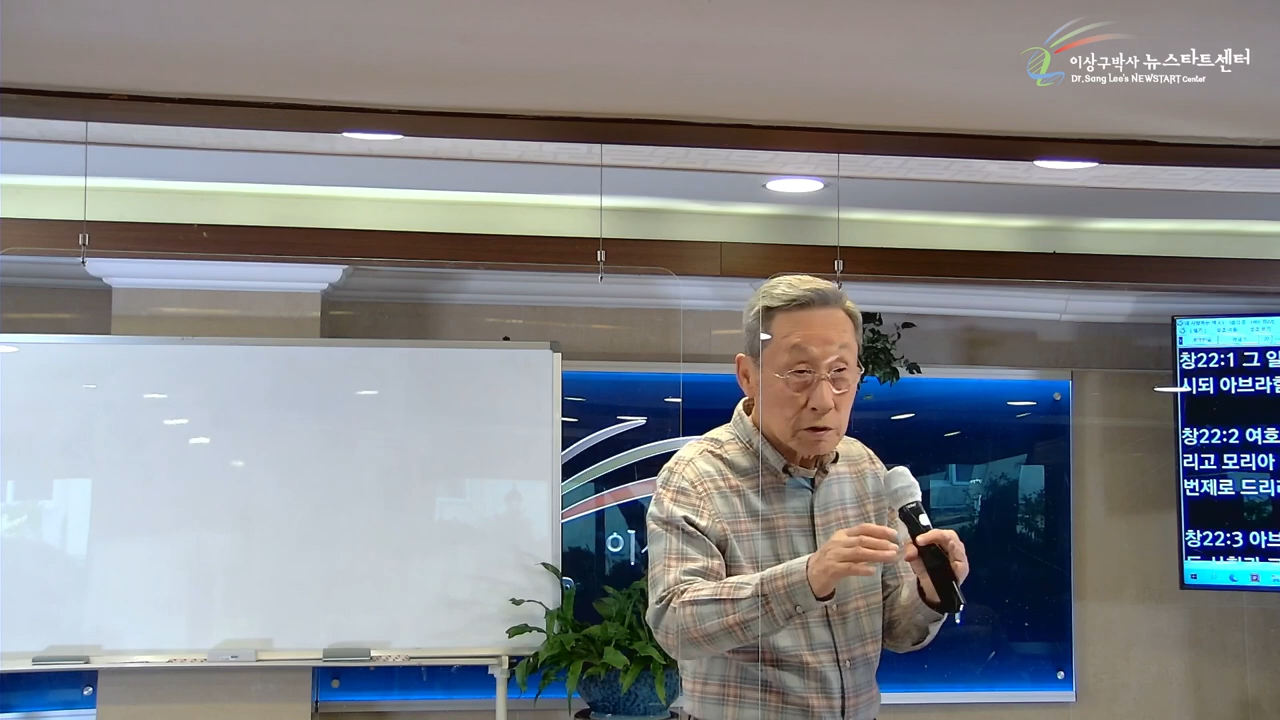 이상구박사 뉴스타트센터
Dr. Sang Lee's NEWSTART Center
창22:1 그 일
시되 아브라함
창22:2 여호
리고 모리아
번제로 드리
창22:3 아브
이